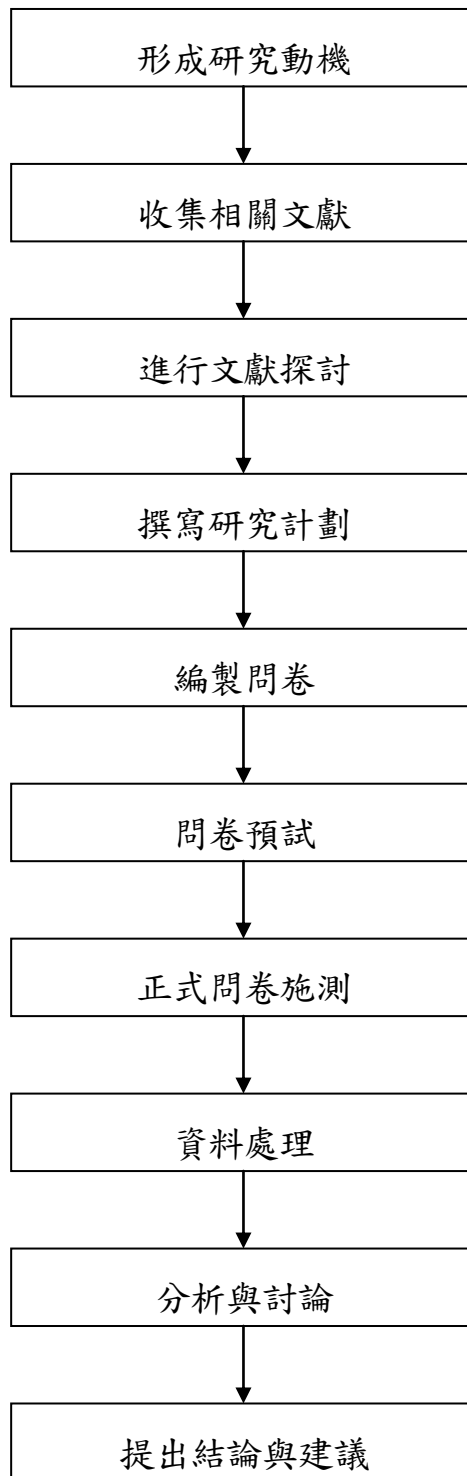 形成研究動機
收集相關文獻
進行文獻探討
撰寫研究計劃
編製問卷
問卷預試
正式問卷施測
資料處理
分析與討論
提出結論與建議